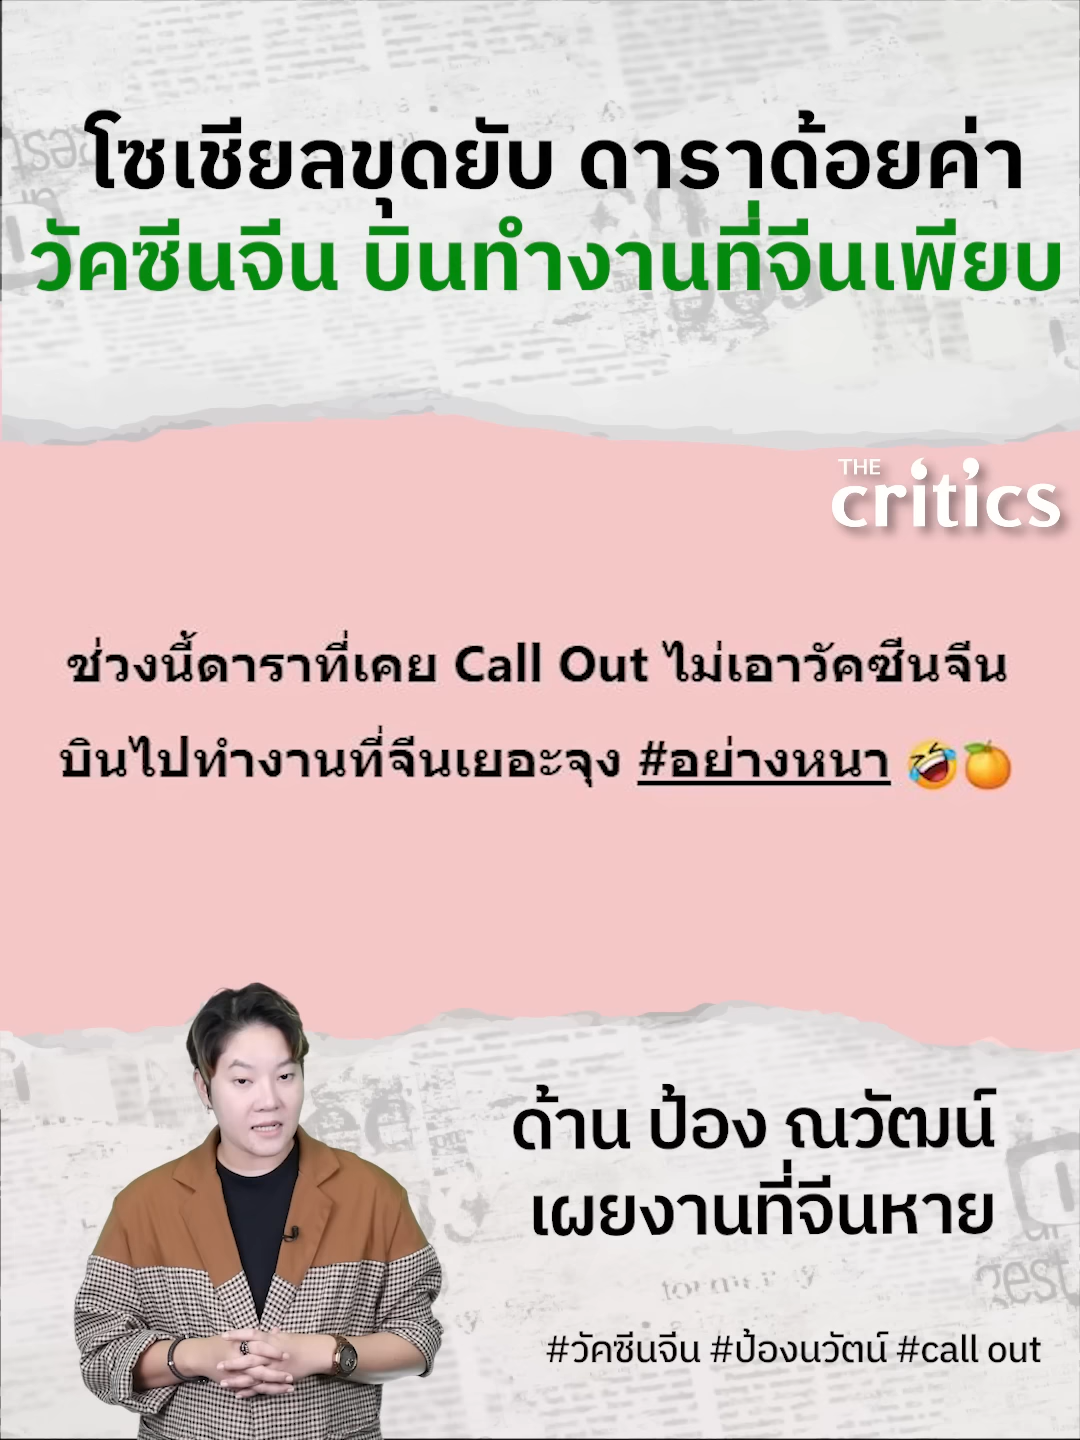 โซเชียลขุดยับ ดาราด้อยค่า
วัคซีนจีน บินทำงานที่จีนเพียบ
THE
critics
ช่วงนี้ดาราที่เคย Call Out ไม่เอาวัคซีนจีน
บินไปทำงานที่จีนเยอะจุง #อย่างหนา 🤣🍊
ด้าน ป้อง ณวัฒน์
เผยงานที่จีนหาย
#วัคซีนจีน #ป้องนวัตน์ #call out